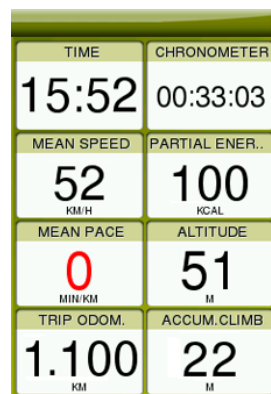 TIME CHRONOMETER
15:52 00:33:03
MEAN SPEED PARTIAL ENER..
52 100
KM/H KCAL
MEAN PACE ALTITUDE
0 51
MIN/KM M
TRIP ODOM. ACCUM.CLIMB
1.100 22
KM M